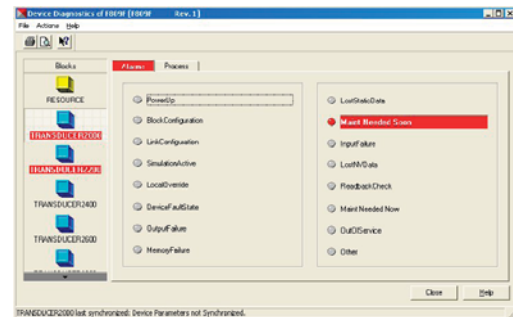 Device Diagnostics of F809F [F809F Rev. 1]
File Actions Help
Blocks
RESOURCE
TRANSDUCER2000
TRANSDUCER2200
TRANSDUCER2400
TRANSDUCER2600
Alarms Process
PowerUp
BlockConfiguration
LinkConfiguration
SimulationActive
LocalOverride
DeviceFaultState
OutputFailure
MemoryFailure
LostStaticData
Maint Needed Soon
InputFailure
LostNVData
ReadbackCheck
Maint Needed Now
OutOfService
Other
Close Help
TRANSDUCER2000 last synchronized: Device Parameters not Synchronized.